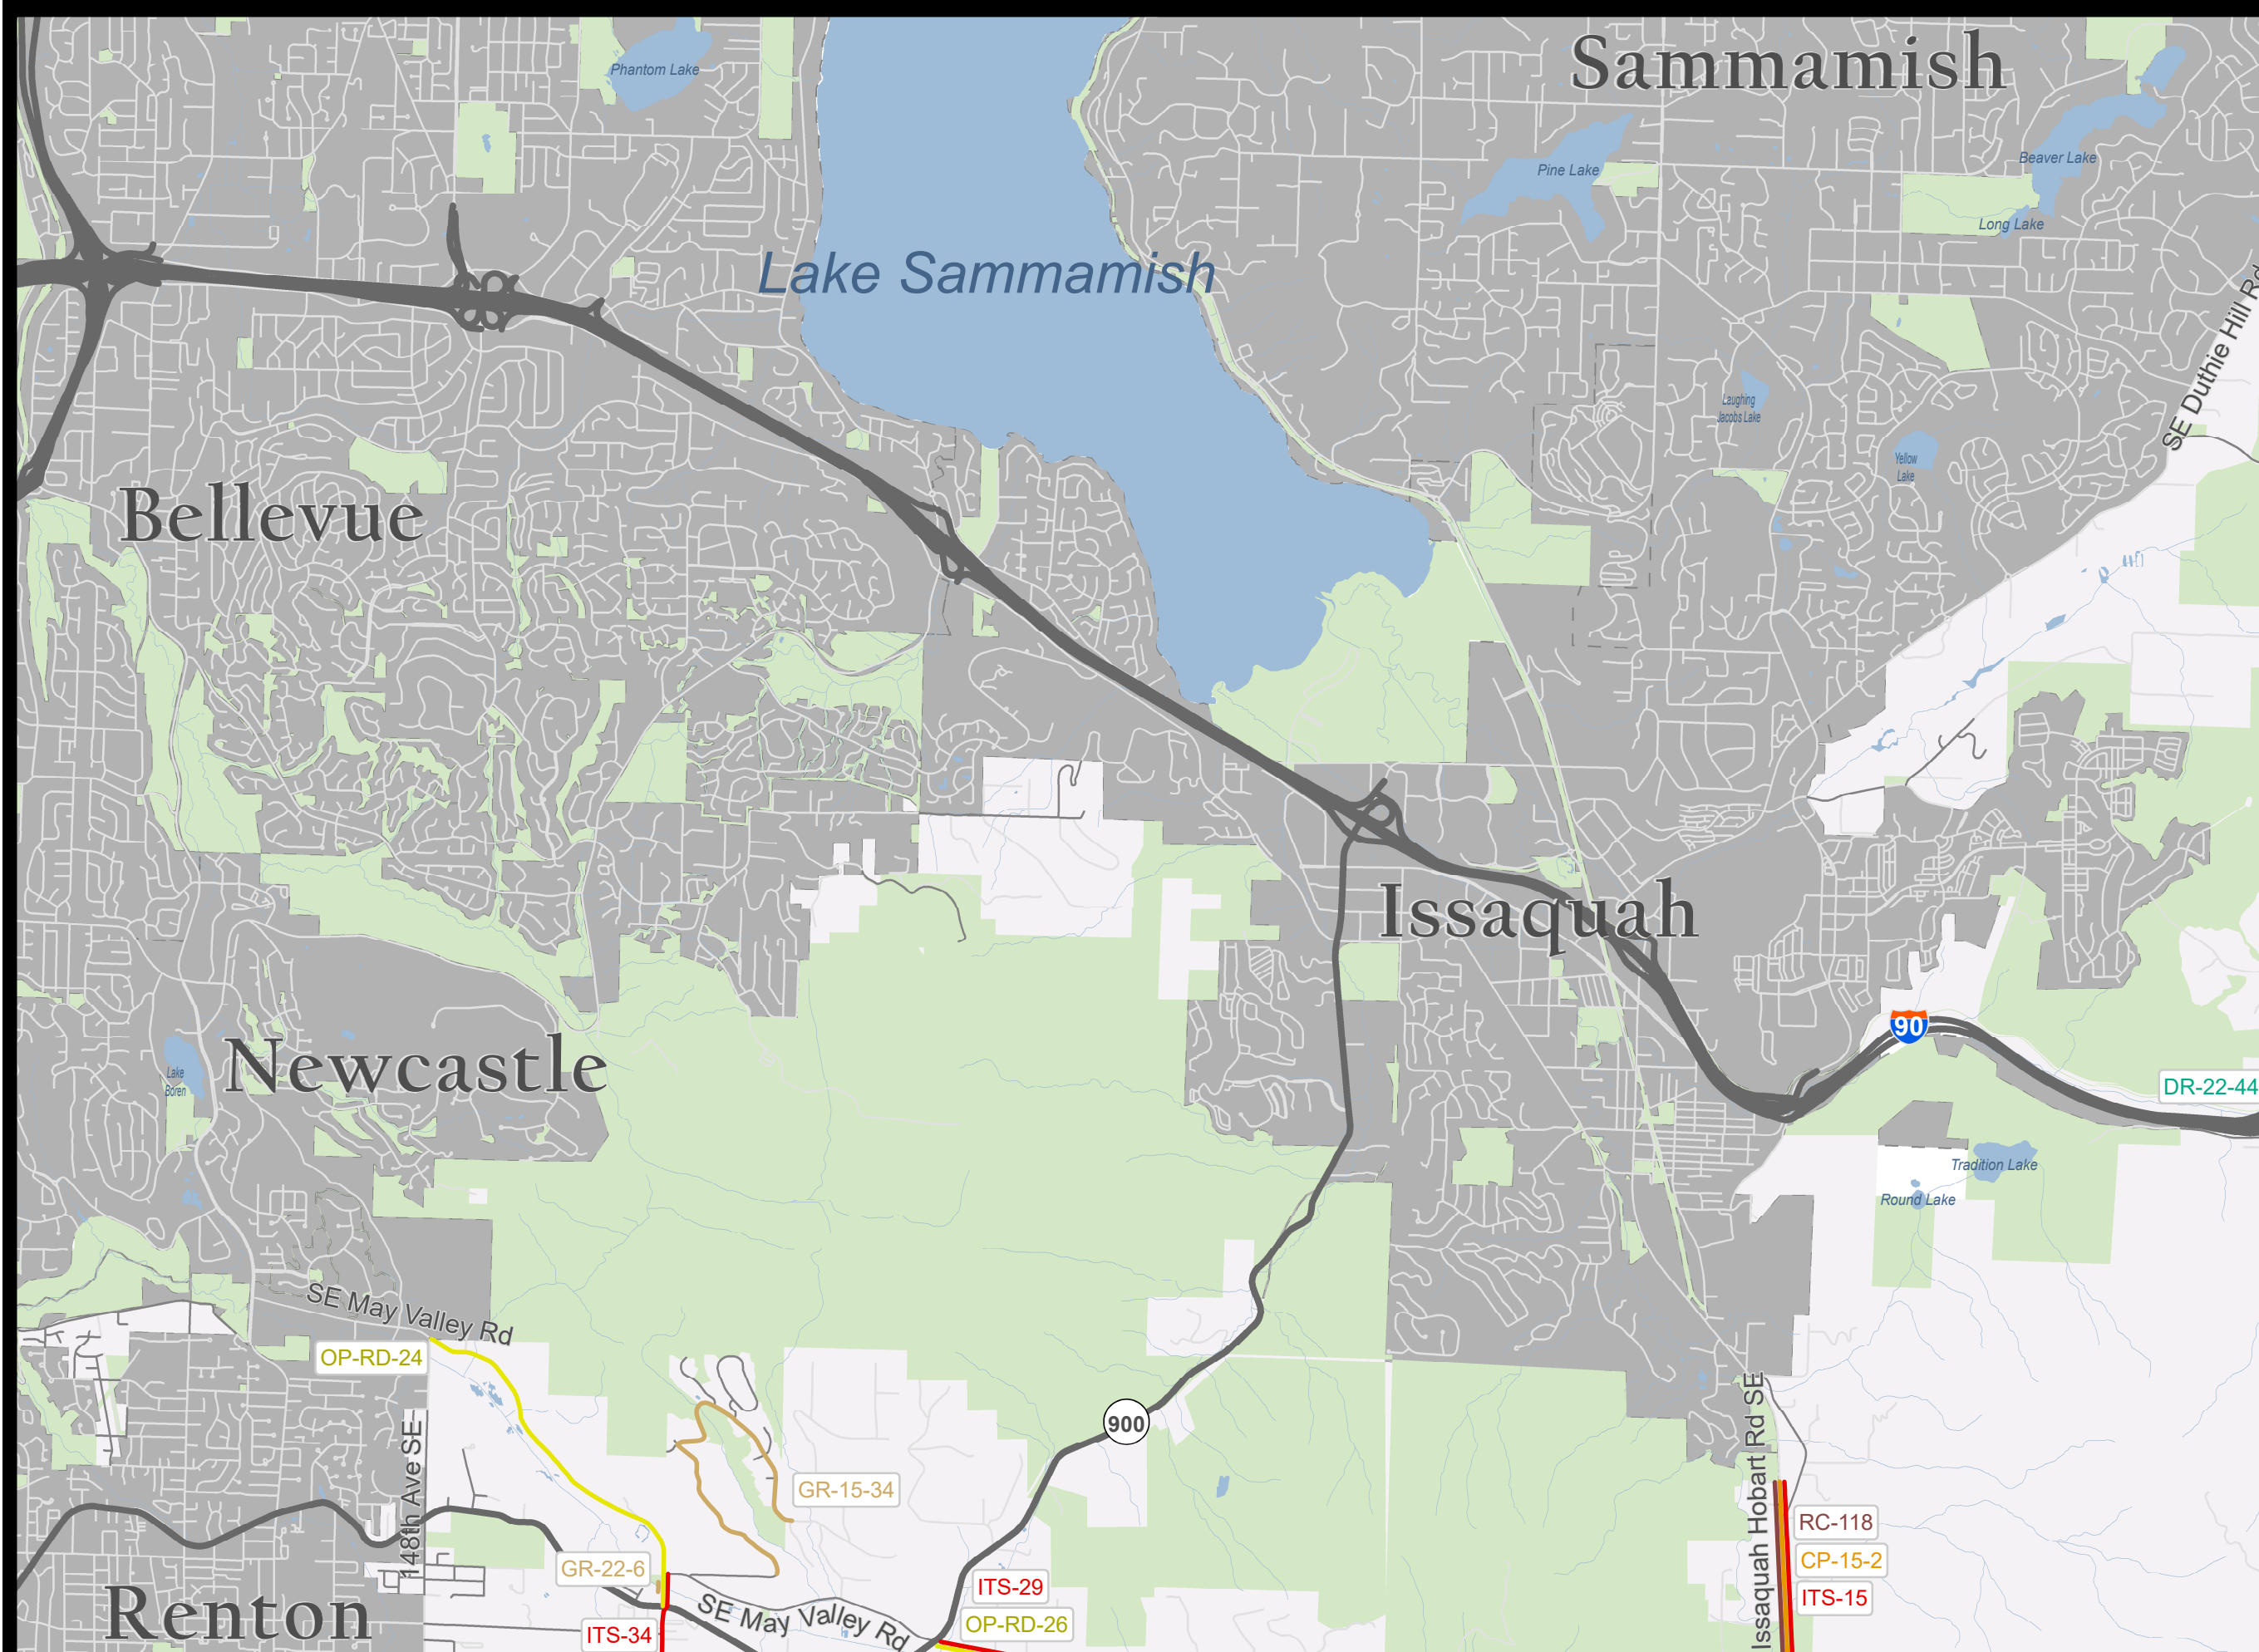 Sammamish
Phantom Lake
Beaver Lake
Pine Lake
Long Lake
Lake Sammamish
SE Duthie Hill Rd
Laughing
Jacobs Lake
Yellow
Lake
Bellevue
Issaquah
90
Newcastle
Lake
Boren
DR-22-44
Tradition Lake
Round Lake
SE May Valley Rd
OP-RD-24
900
148th Ave SE
Issaquah Hobart Rd SE
GR-15-34
RC-118
CP-15-2
ITS-15
GR-22-6
ITS-29
OP-RD-26
SE May Valley Rd
Renton
ITS-34